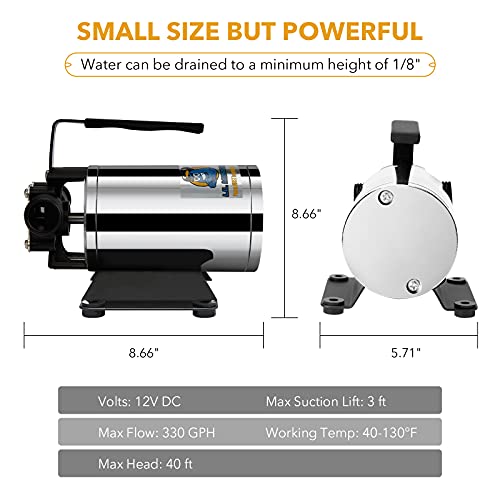 SMALL SIZE BUT POWERFUL
Water can be drained to a minimum height of 1/8"
8.66"
8.66"
5.71"
Volts: 12V DC
Max Suction Lift: 3 ft
Max Flow: 330 GPH
Working Temp: 40-130°F
Max Head: 40 ft